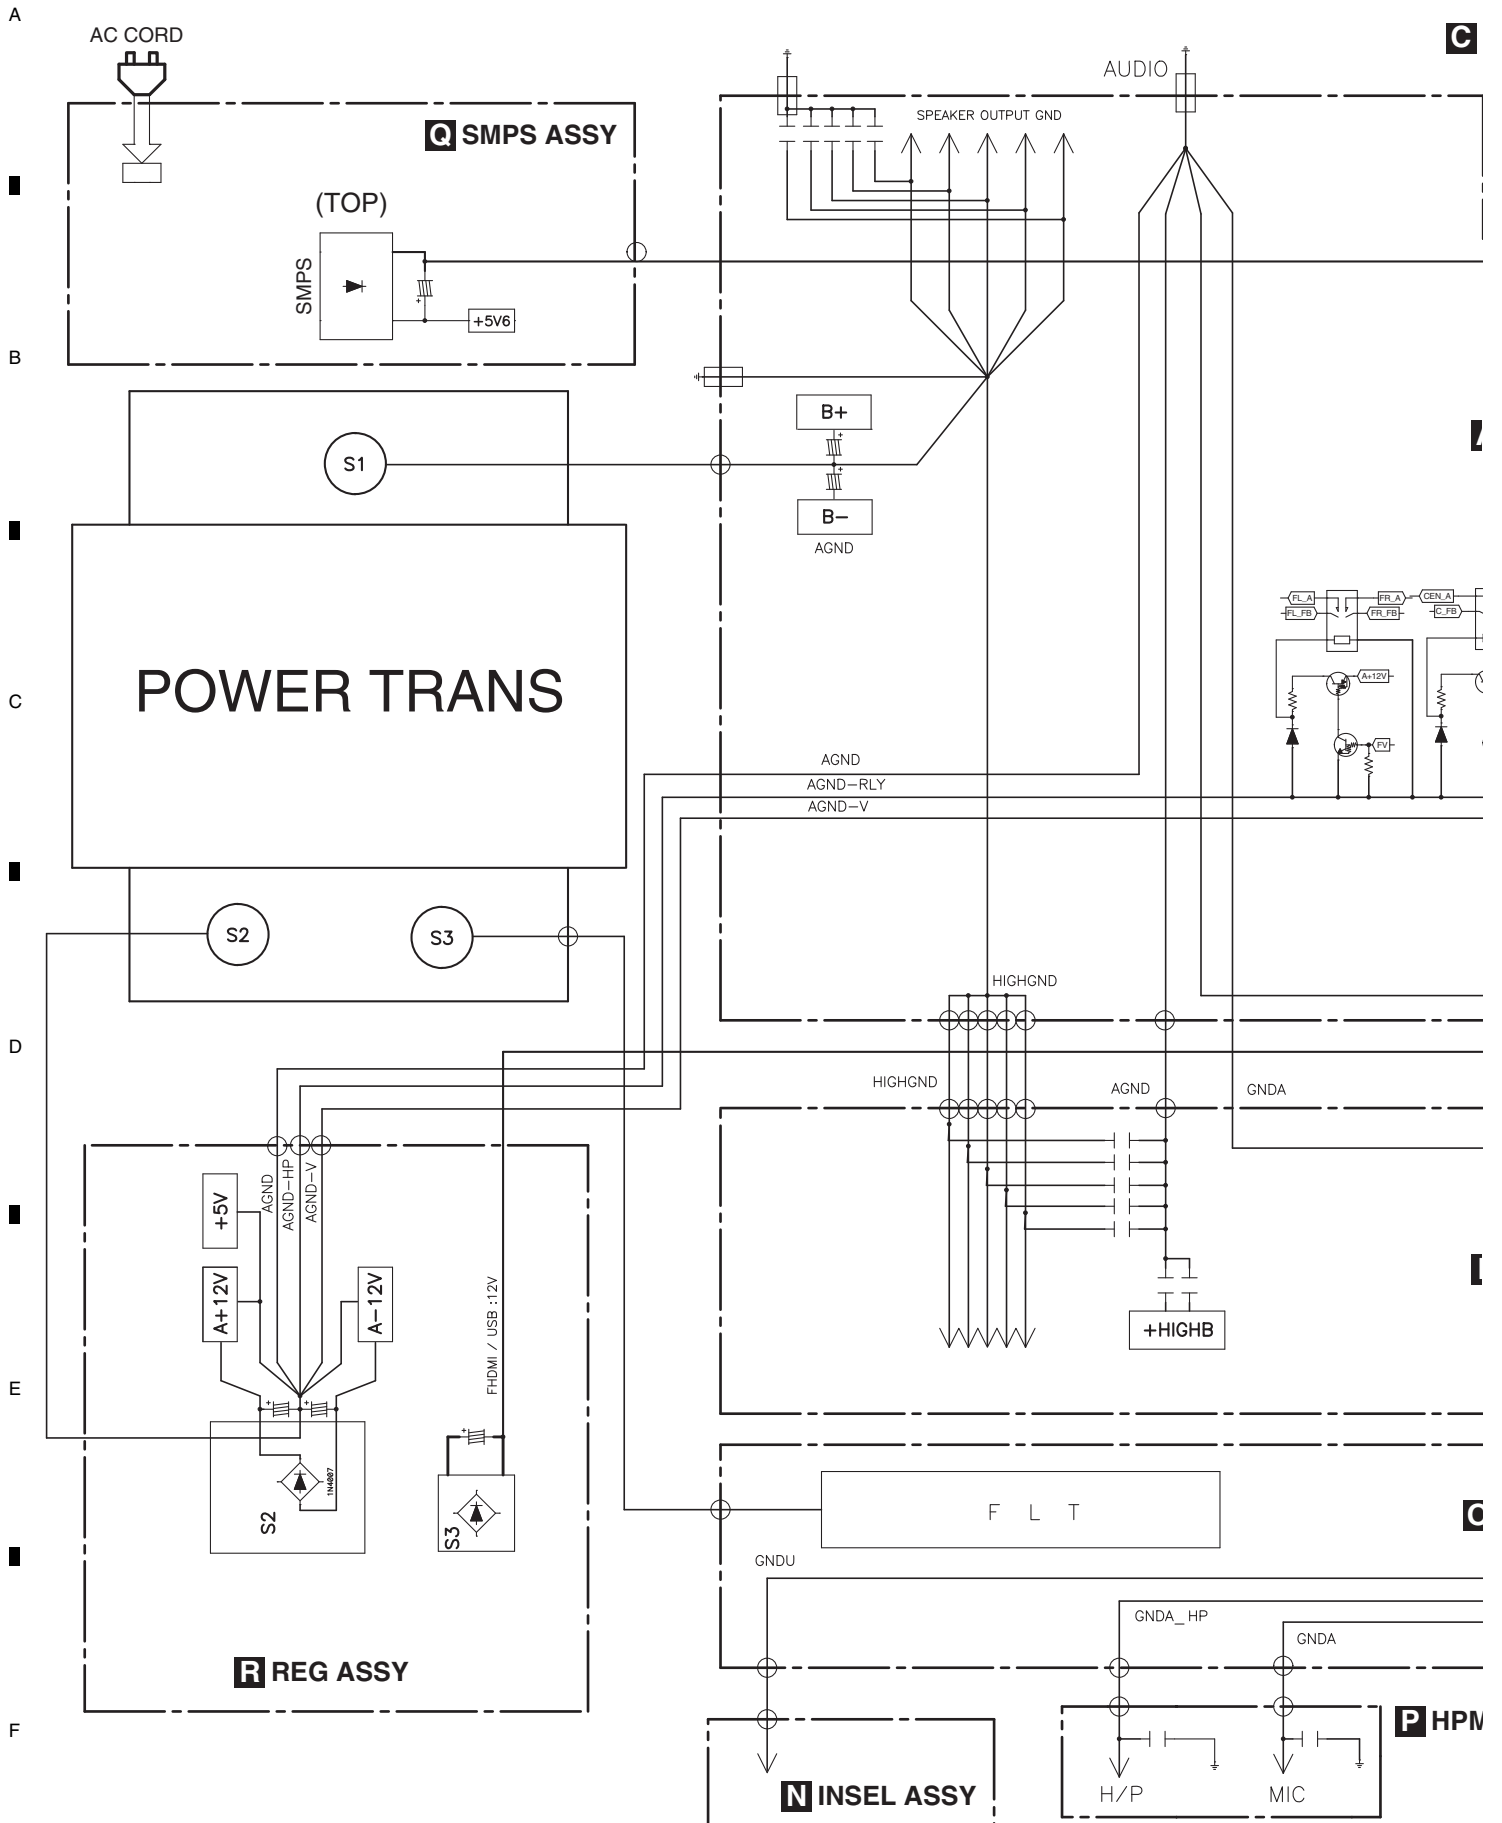 A
AC CORD
C
AUDIO
Q SMPS ASSY
SPEAKER OUTPUT GND
(TOP)
SMPS
+5V6
B
B+
S1
B-
AGND
FL_A
FR_A
CEN_A
FL_FB
FR_FB
C_FB
POWER TRANS
A+12V
C
FV
AGND
AGND-RLY
AGND-V
S2
S3
HIGHGND
D
HIGHGND
AGND
GNDA
+5V
AGND
AGND-HP
AGND-V
A+12V
A-12V
FHDMI / USB :12V
+HIGHB
E
1N4007
S2
S3
F L T
GNDU
GNDA_HP
GNDA
R REG ASSY
F
P HPM
N INSEL ASSY
H/P
MIC